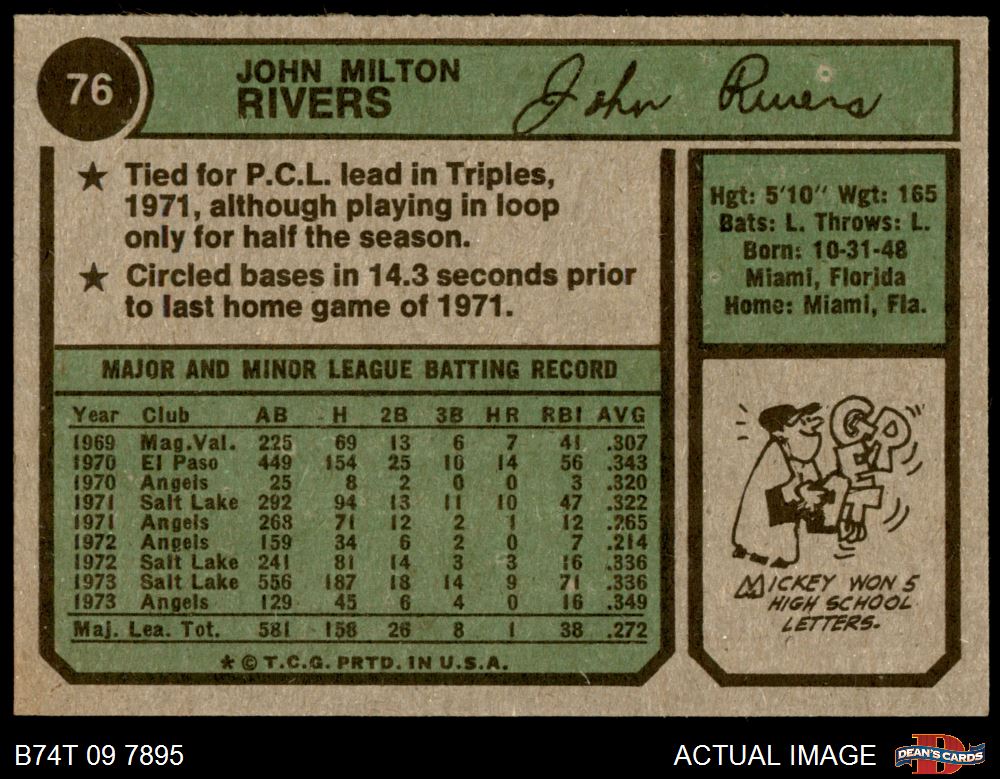 76
JOHN MILTON
RIVERS
John Rivers
★ Tied for P.C.L. lead in Triples,
1971, although playing in loop
only for half the season.
★ Circled bases in 14.3 seconds prior
to last home game of 1971.
Hgt: 5'10" Wgt: 165
Bats: L. Throws: L.
Born: 10-31-48
Miami, Florida
Home: Miami, Fla.
MAJOR AND MINOR LEAGUE BATTING RECORD
Year Club AB H 2B 3B HR RBI AVG
1969 Mag.Val. 225 69 13 6 7 41 .307
1970 El Paso 449 154 25 10 14 56 .343
1970 Angels 25 8 2 0 0 3 .320
1971 Salt Lake 292 94 13 11 10 47 .322
1971 Angels 268 71 12 2 1 12 .265
1972 Angels 159 34 6 2 0 7 .214
1972 Salt Lake 241 81 14 3 3 16 .336
1973 Salt Lake 556 187 18 14 9 71 .336
1973 Angels 129 45 6 4 0 16 .349
Maj. Lea. Tot. 581 158 26 8 1 38 .272
* © T.C.G. PRTD. IN U.S.A.
MICKEY WON 5
HIGH SCHOOL
LETTERS.
B74T 09 7895
ACTUAL IMAGE
DEAN'S CARDS